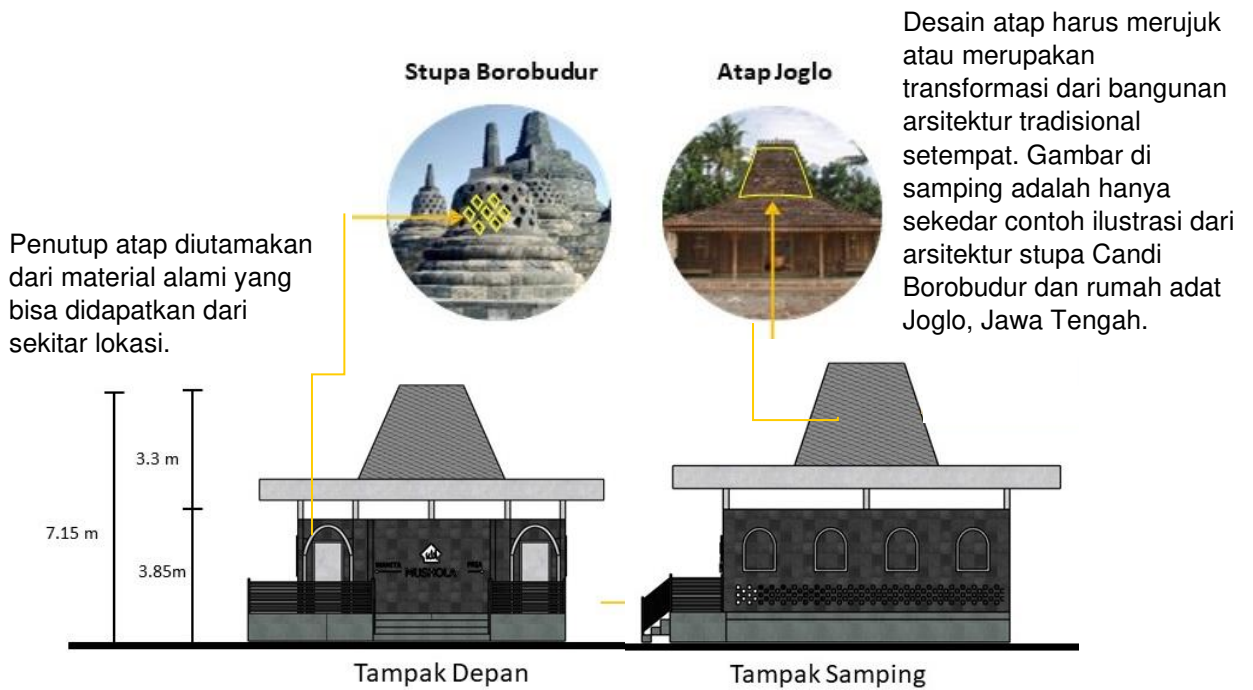 Desain atap harus merujuk
atau merupakan
transformasi dari bangunan
arsitektur tradisional
setempat. Gambar di
samping adalah hanya
sekedar contoh ilustrasi dari
arsitektur stupa Candi
Borobudur dan rumah adat
Joglo, Jawa Tengah.
Stupa Borobudur
Atap Joglo
Penutup atap diutamakan
dari material alami yang
bisa didapatkan dari
sekitar lokasi.
3.3 m
7.15 m
3.85m
WANITA
PRIA
MUSHOLA
Tampak Depan
Tampak Samping